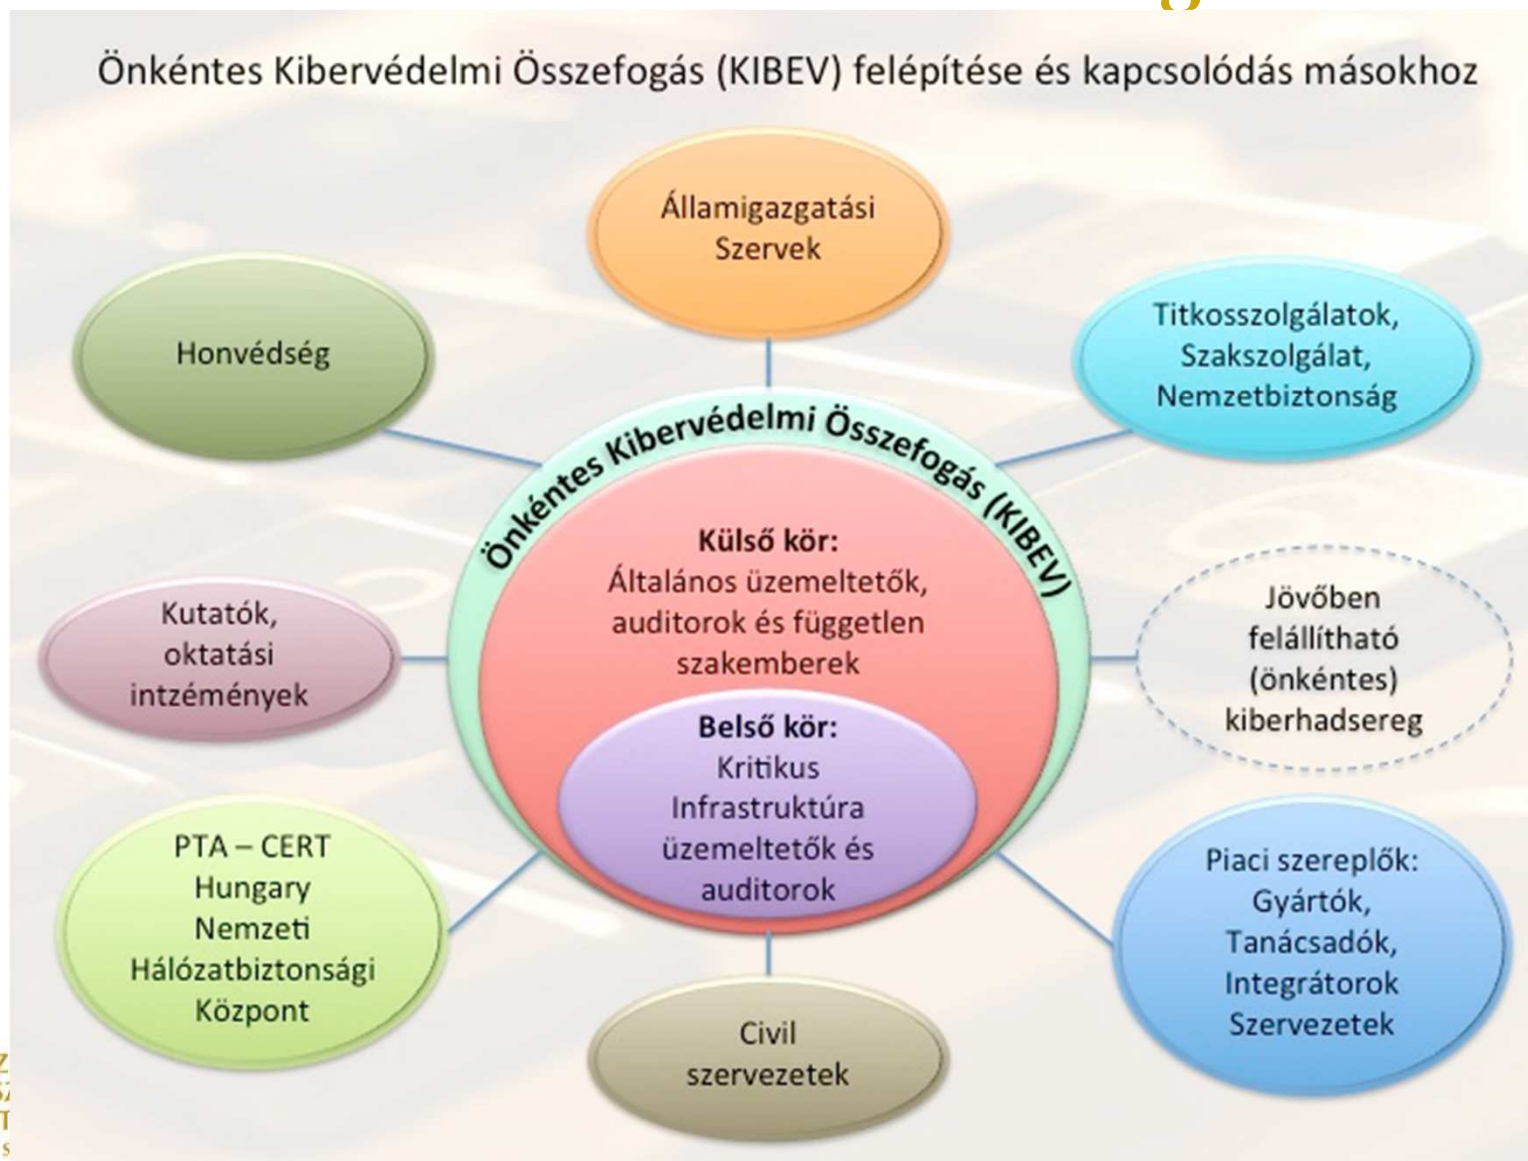 Önkéntes Kibervédelmi Összefogás (KIBEV) felépítése és kapcsolódás másokhoz
Államigazgatási
Szervek
Honvédség
Titkosszolgálatok,
Szakszolgálat,
Nemzetbiztonság
Önkéntes Kibervédelmi Összefogás (KIBEV)
Külső kör:
Általános üzemeltetők,
auditorok és független
szakemberek
Belső kör:
Kritikus
Infrastruktúra
üzemeltetők és
auditorok
Kutatók,
oktatási
intzémények
Jövőben
felállítható
(önkéntes)
kiberhadsereg
PTA – CERT
Hungary
Nemzeti
Hálózatbiztonsági
Központ
Piaci szereplők:
Gyártók,
Tanácsadók,
Integrátorok
Szervezetek
Civil
szervezetek